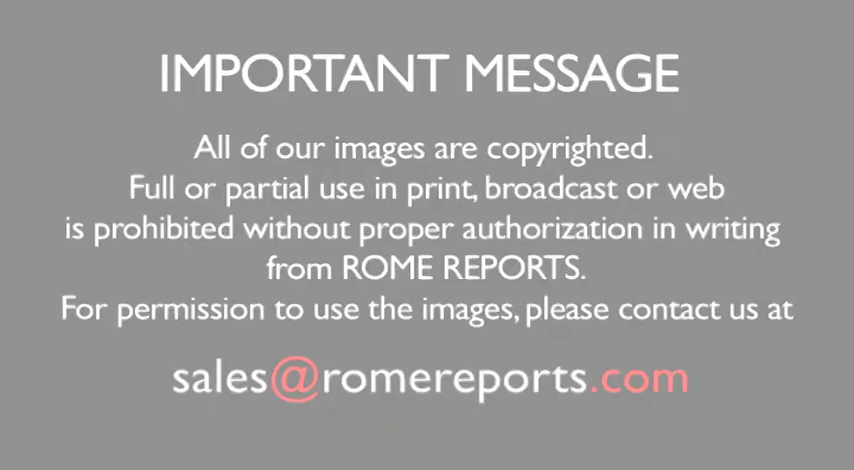 IMPORTANT MESSAGE
All of our images are copyrighted.
Full or partial use in print, broadcast or web
is prohibited without proper authorization in writing
from ROME REPORTS.
For permission to use the images, please contact us at
sales@romereports.com